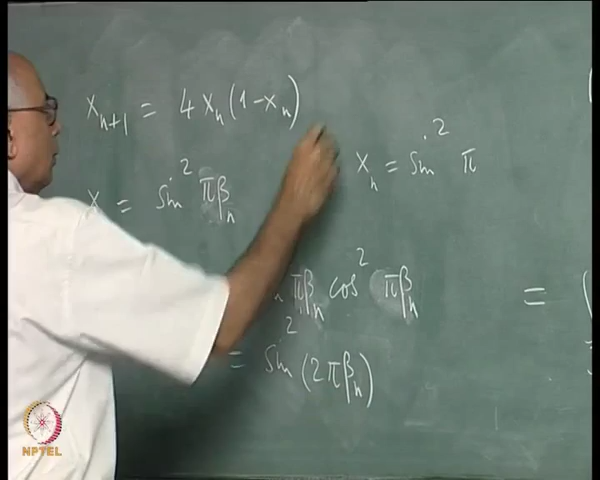 x_{n+1} = 4 x_n (1 - x_n)
x_n = sin² π
x = sin² πβ_n
πβ_n cos² πβ_n =
= sin² (2πβ_n)
NPTEL